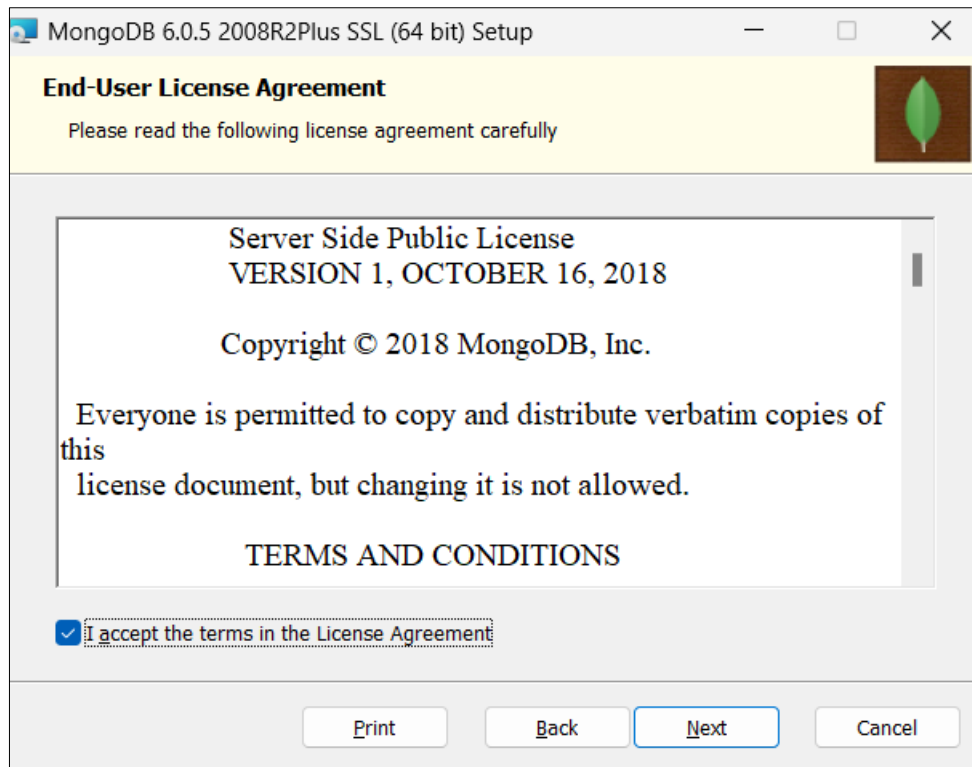 MongoDB 6.0.5 2008R2Plus SSL (64 bit) Setup
End-User License Agreement
Please read the following license agreement carefully
Server Side Public License
VERSION 1, OCTOBER 16, 2018
Copyright © 2018 MongoDB, Inc.
Everyone is permitted to copy and distribute verbatim copies of
this
license document, but changing it is not allowed.
TERMS AND CONDITIONS
I accept the terms in the License Agreement
Print Back Next Cancel